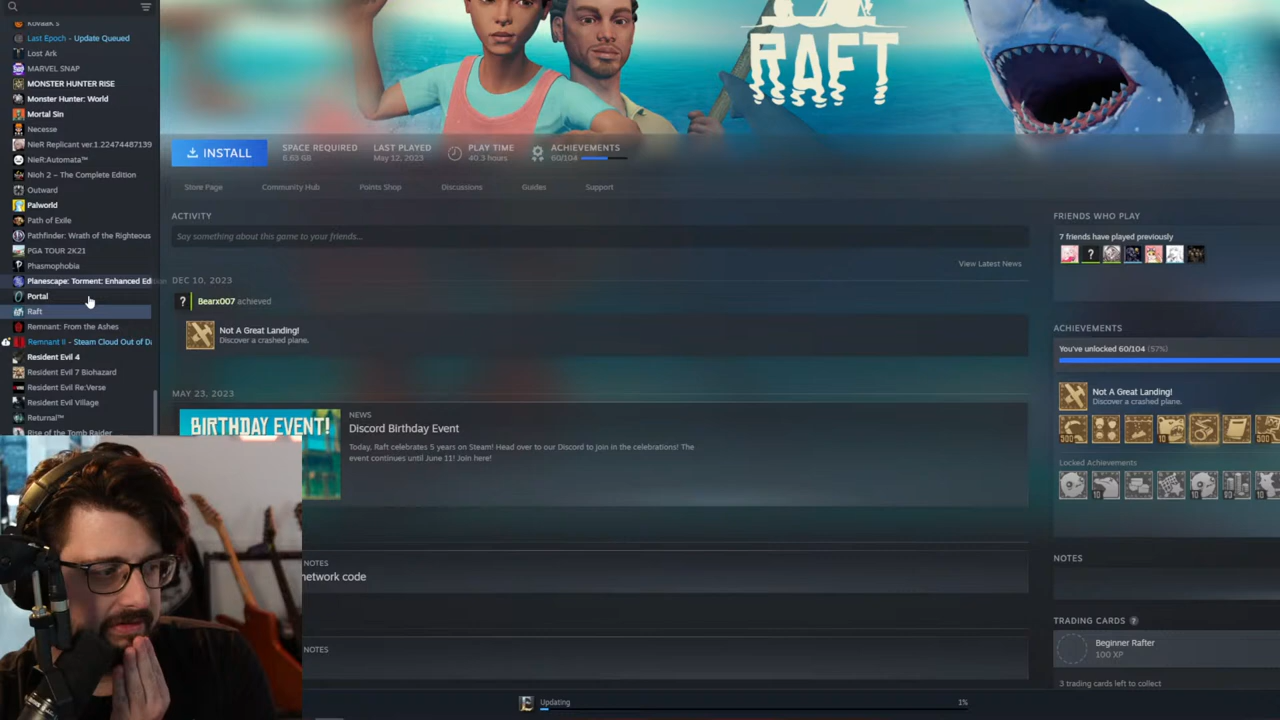 Kovaak's
Last Epoch - Update Queued
Lost Ark
MARVEL SNAP
MONSTER HUNTER RISE
Monster Hunter: World
Mortal Sin
Necesse
NieR Replicant ver.1.22474487139
NieR:Automata™
Nioh 2 – The Complete Edition
Outward
Palworld
Path of Exile
Pathfinder: Wrath of the Righteous
PGA TOUR 2K21
Phasmophobia
Planescape: Torment: Enhanced Edition
Portal
Raft
Remnant: From the Ashes
Remnant II – Steam Cloud Out of Da
Resident Evil 4
Resident Evil 7 Biohazard
Resident Evil Re:Verse
Resident Evil Village
Returnal™
Rise of the Tomb Raider
RAFT
INSTALL
SPACE REQUIRED
8.63 GB
LAST PLAYED
May 12, 2023
PLAY TIME
40.3 hours
ACHIEVEMENTS
60/104
Store Page Community Hub Points Shop Discussions Guides Support
ACTIVITY
Say something about this game to your friends...
View Latest News
DEC 10, 2023
? Bearx007 achieved
Not A Great Landing!
Discover a crashed plane.
MAY 23, 2023
BIRTHDAY EVENT!
NEWS
Discord Birthday Event
Today, Raft celebrates 5 years on Steam! Head over to our Discord to join in the celebrations! The
event continues until June 11! Join here!
NOTES
network code
NOTES
FRIENDS WHO PLAY
7 friends have played previously
?
ACHIEVEMENTS
You've unlocked 60/104 (57%)
Not A Great Landing!
Discover a crashed plane.
500 10 500
Locked Achievements
NOTES
TRADING CARDS ?
Beginner Rafter
100 XP
3 trading cards left to collect
Updating 1%